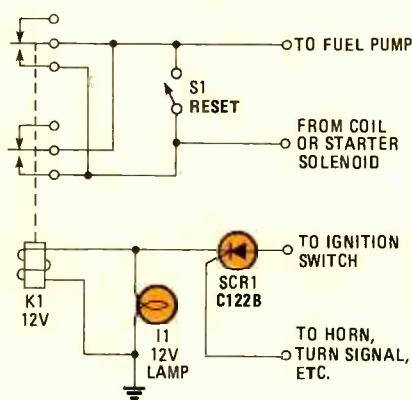 TO FUEL PUMP
S1
RESET
FROM COIL
OR STARTER
SOLENOID
TO IGNITION
SWITCH
K1
12V
I1
12V
LAMP
SCR1
C122B
TO HORN,
TURN SIGNAL,
ETC.